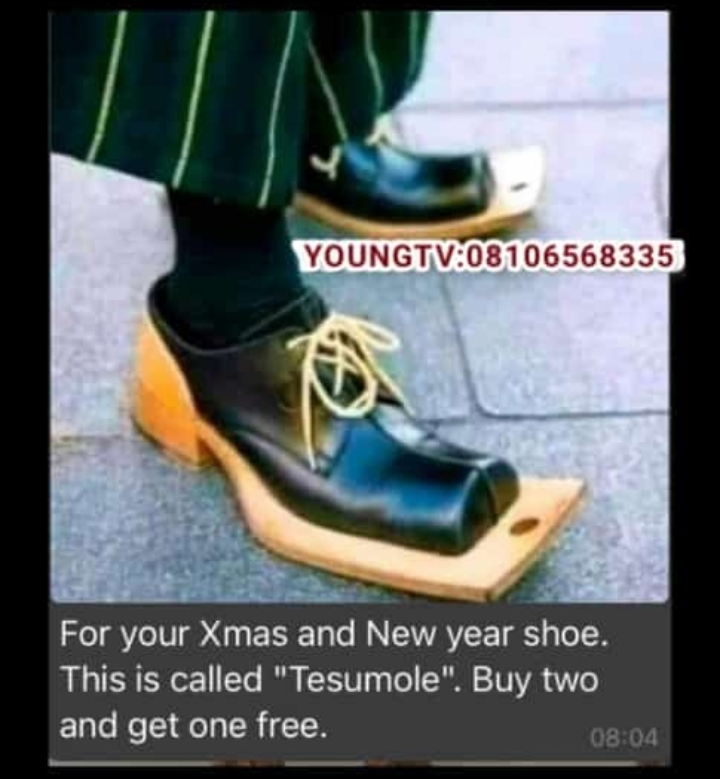 YOUNGTV:08106568335
For your Xmas and New year shoe.
This is called "Tesumole". Buy two
and get one free.
08:04